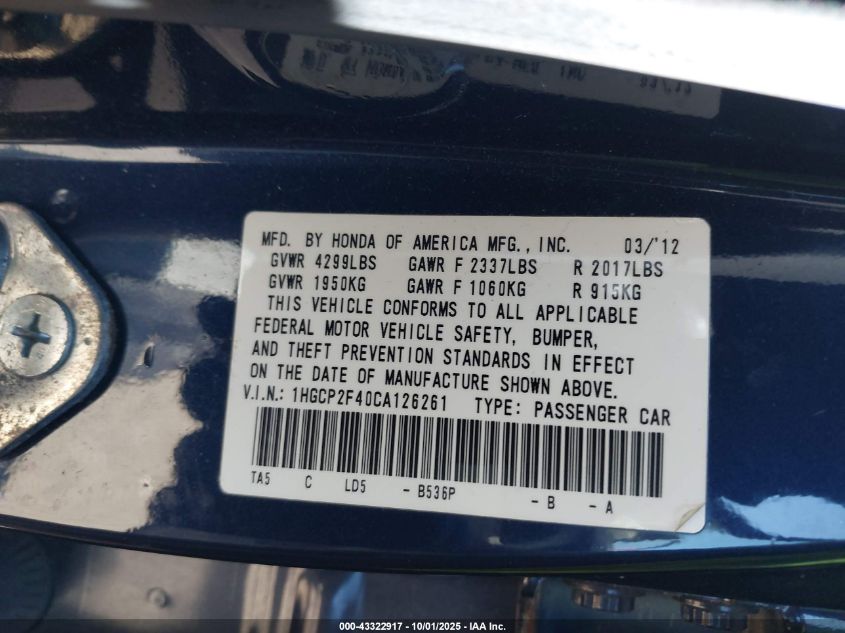 MFD. BY HONDA OF AMERICA MFG., INC. 03/'12
GVWR 4299LBS GAWR F 2337LBS R 2017LBS
GVWR 1950KG GAWR F 1060KG R 915KG
THIS VEHICLE CONFORMS TO ALL APPLICABLE
FEDERAL MOTOR VEHICLE SAFETY, BUMPER,
AND THEFT PREVENTION STANDARDS IN EFFECT
ON THE DATE OF MANUFACTURE SHOWN ABOVE.
V.I.N.: 1HGCP2F40CA126261 TYPE: PASSENGER CAR
TA5 C LD5 - B536P - B - A
000-43322917 - 10/01/2025 - IAA Inc.